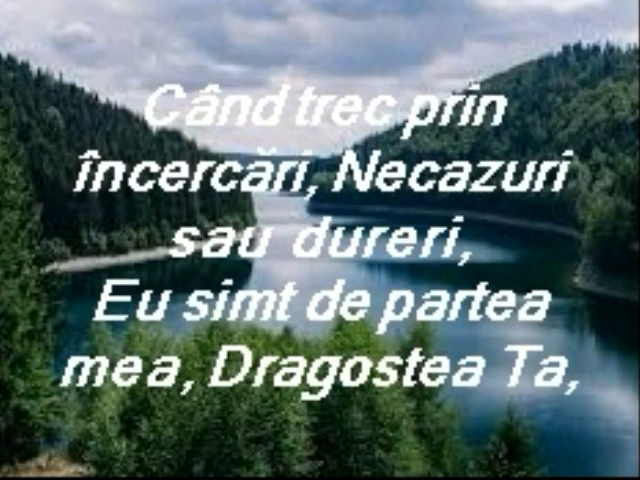 Când trec prin
încercări, Necazuri
sau dureri,
Eu simt de partea
mea, Dragostea Ta,